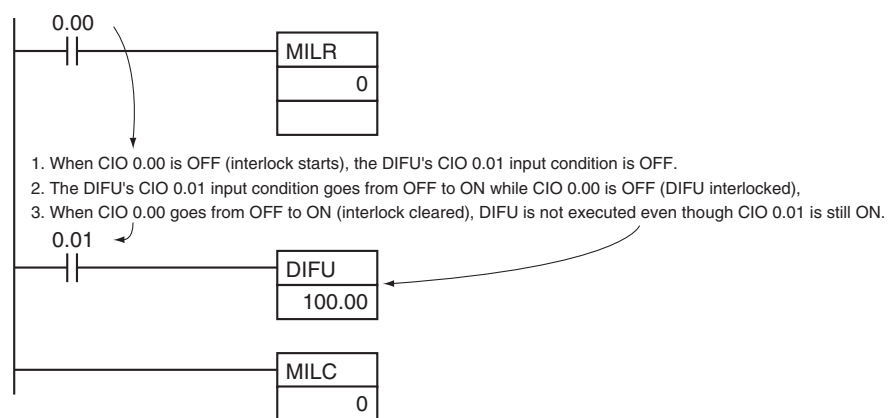 0.00
MILR
0
1. When CIO 0.00 is OFF (interlock starts), the DIFU's CIO 0.01 input condition is OFF.
2. The DIFU's CIO 0.01 input condition goes from OFF to ON while CIO 0.00 is OFF (DIFU interlocked),
3. When CIO 0.00 goes from OFF to ON (interlock cleared), DIFU is not executed even though CIO 0.01 is still ON.
0.01
DIFU
100.00
MILC
0